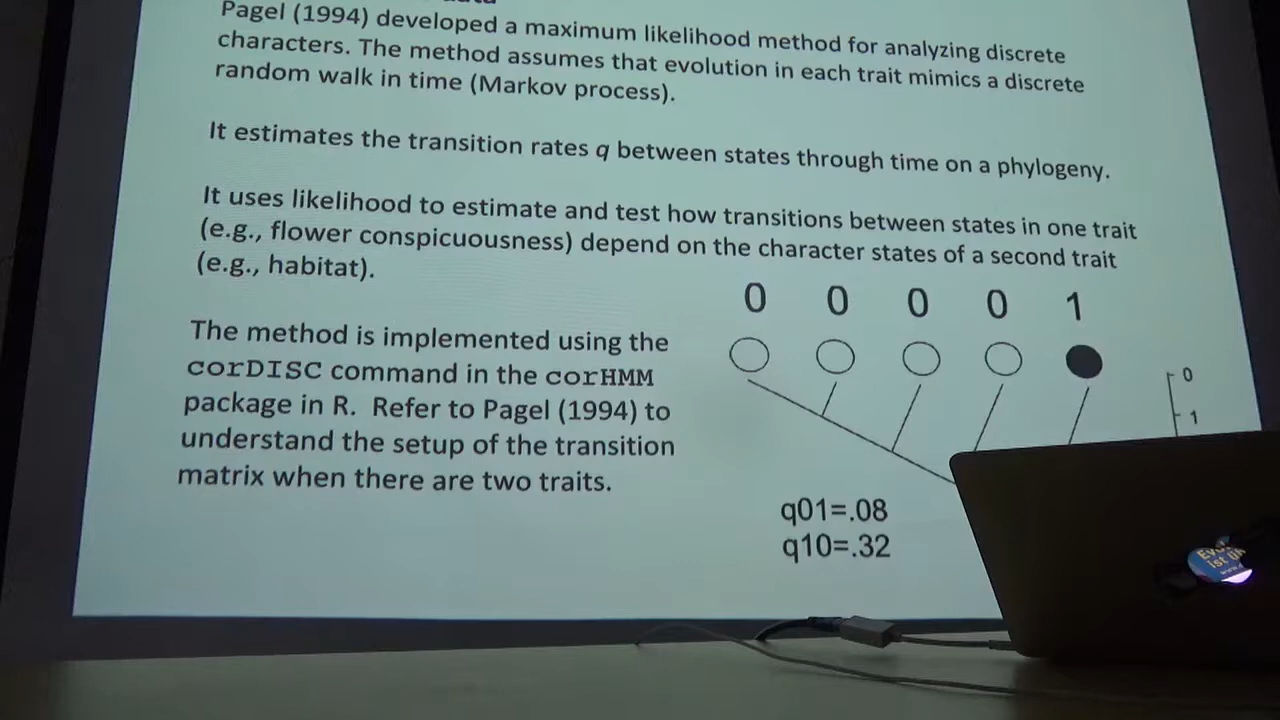 Pagel (1994) developed a maximum likelihood method for analyzing discrete
characters. The method assumes that evolution in each trait mimics a discrete
random walk in time (Markov process).
It estimates the transition rates q between states through time on a phylogeny.
It uses likelihood to estimate and test how transitions between states in one trait
(e.g., flower conspicuousness) depend on the character states of a second trait
(e.g., habitat).
0 0 0 0 1
The method is implemented using the
corDISC command in the corHMM
package in R. Refer to Pagel (1994) to
understand the setup of the transition
matrix when there are two traits.
0
1
q01=.08
q10=.32